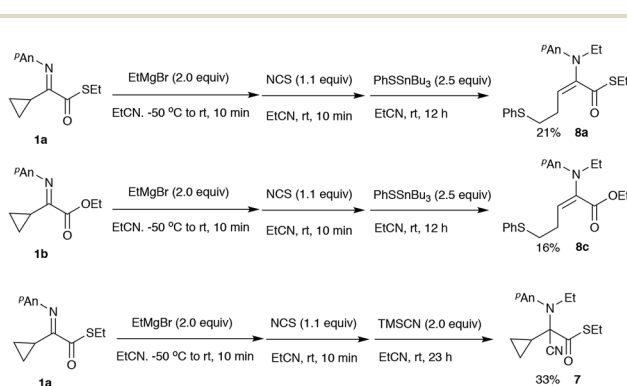 PAn N
SEt
O
1a
EtMgBr (2.0 equiv)
EtCN. -50 °C to rt, 10 min
NCS (1.1 equiv)
EtCN, rt, 10 min
PhSSnBu3 (2.5 equiv)
EtCN, rt, 12 h
PAn N Et
SEt
O
PhS
21% 8a
PAn N
OEt
O
1b
EtMgBr (2.0 equiv)
EtCN. -50 °C to rt, 10 min
NCS (1.1 equiv)
EtCN, rt, 10 min
PhSSnBu3 (2.5 equiv)
EtCN, rt, 12 h
PAn N Et
OEt
O
PhS
16% 8c
PAn N
SEt
O
1a
EtMgBr (2.0 equiv)
EtCN. -50 °C to rt, 10 min
NCS (1.1 equiv)
EtCN, rt, 10 min
TMSCN (2.0 equiv)
EtCN, rt, 23 h
PAn N Et
SEt
CN O
33% 7